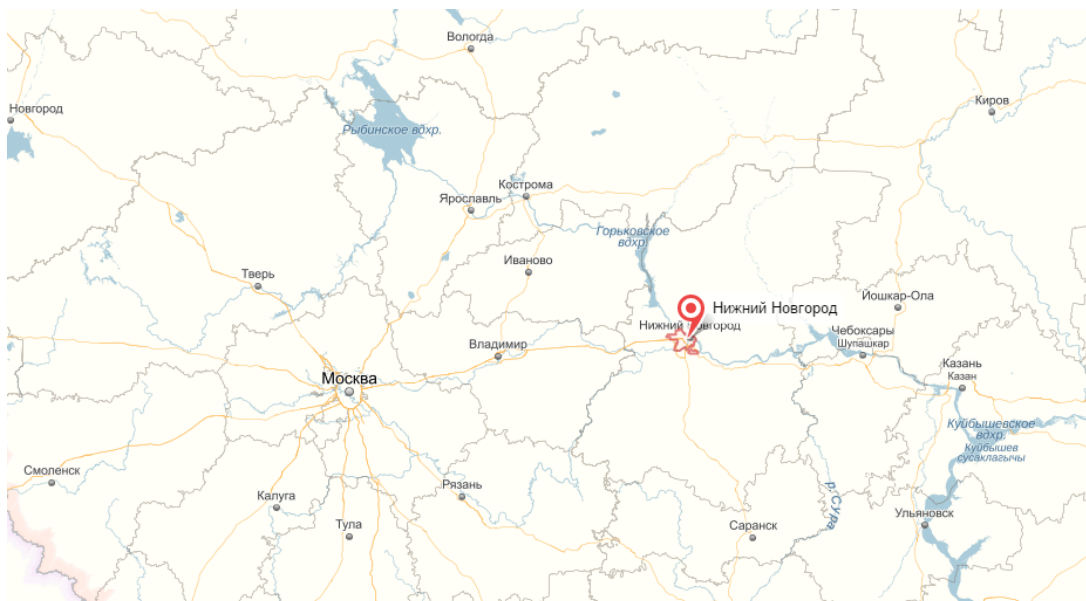 Вологда
Киров
Новгород
Рыбинское вдхр.
Кострома
Ярославль
Горьковское
вдхр.
Иваново
Тверь
Йошкар-Ола
Нижний Новгород
Нижний Новгород
Чебоксары
Шупашкар
Владимир
Москва
Казань
Казан
Куйбышевское
вдхр.
Куйбышев
сусаклагычы
Смоленск
Рязань
Калуга
р. Сура
Ульяновск
Тула
Саранск